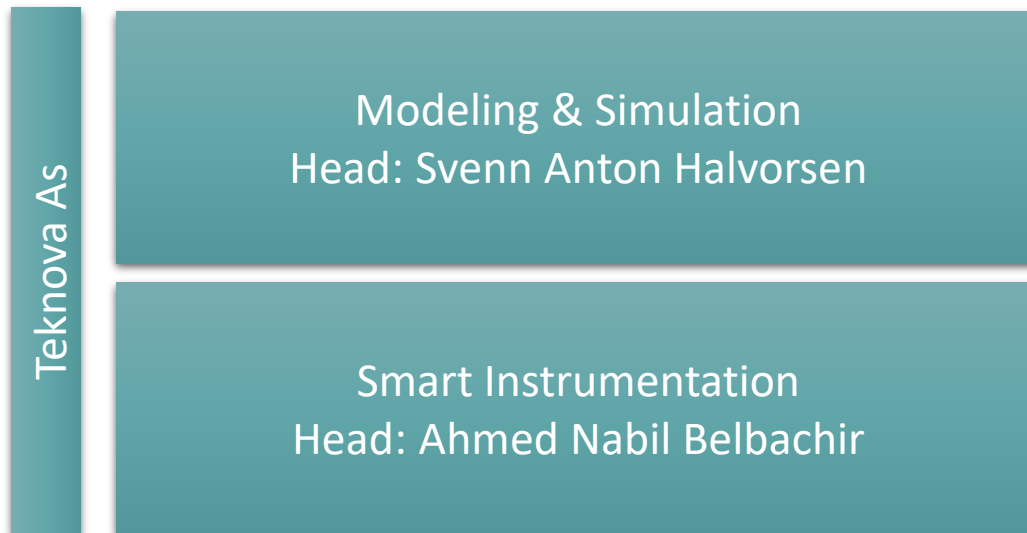 Teknova As
Modeling & Simulation
Head: Svenn Anton Halvorsen
Smart Instrumentation
Head: Ahmed Nabil Belbachir